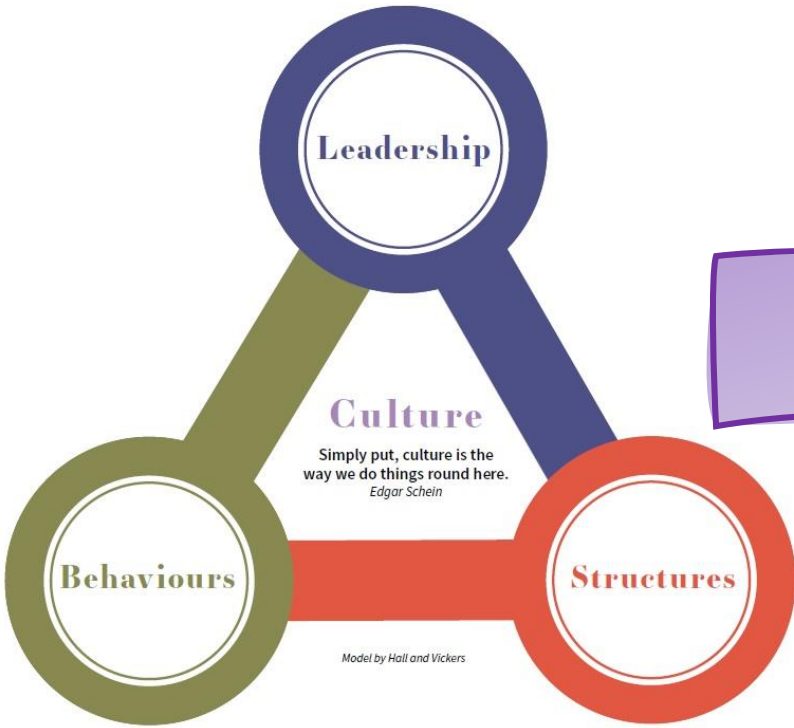 Leadership
Culture
Simply put, culture is the
way we do things round here.
Edgar Schein
Behaviours
Structures
Model by Hall and Vickers